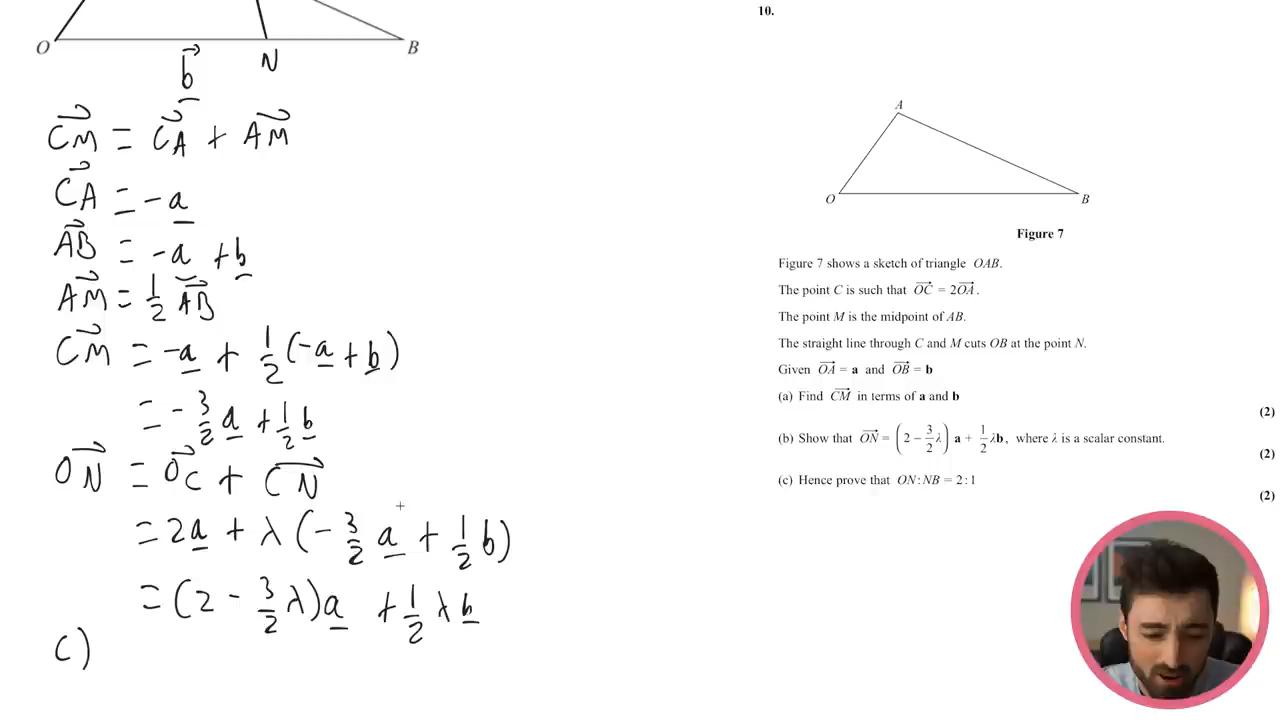 O N B
b⃗
CM⃗ = CA⃗ + AM⃗
CA⃗ = -a
AB⃗ = -a + b
AM⃗ = 1/2 AB⃗
CM⃗ = -a + 1/2(-a + b)
= -3/2 a + 1/2 b
ON⃗ = OC⃗ + CN⃗
= 2a + λ(-3/2 a + 1/2 b)
= (2 - 3/2 λ)a + 1/2 λ b
C)
10.
A
O B
Figure 7
Figure 7 shows a sketch of triangle OAB.
The point C is such that OC⃗ = 2OA⃗.
The point M is the midpoint of AB.
The straight line through C and M cuts OB at the point N.
Given OA⃗ = a and OB⃗ = b
(a) Find CM⃗ in terms of a and b
(2)
(b) Show that ON⃗ = (2 - 3/2 λ) a + 1/2 λb, where λ is a scalar constant.
(2)
(c) Hence prove that ON : NB = 2 : 1
(2)